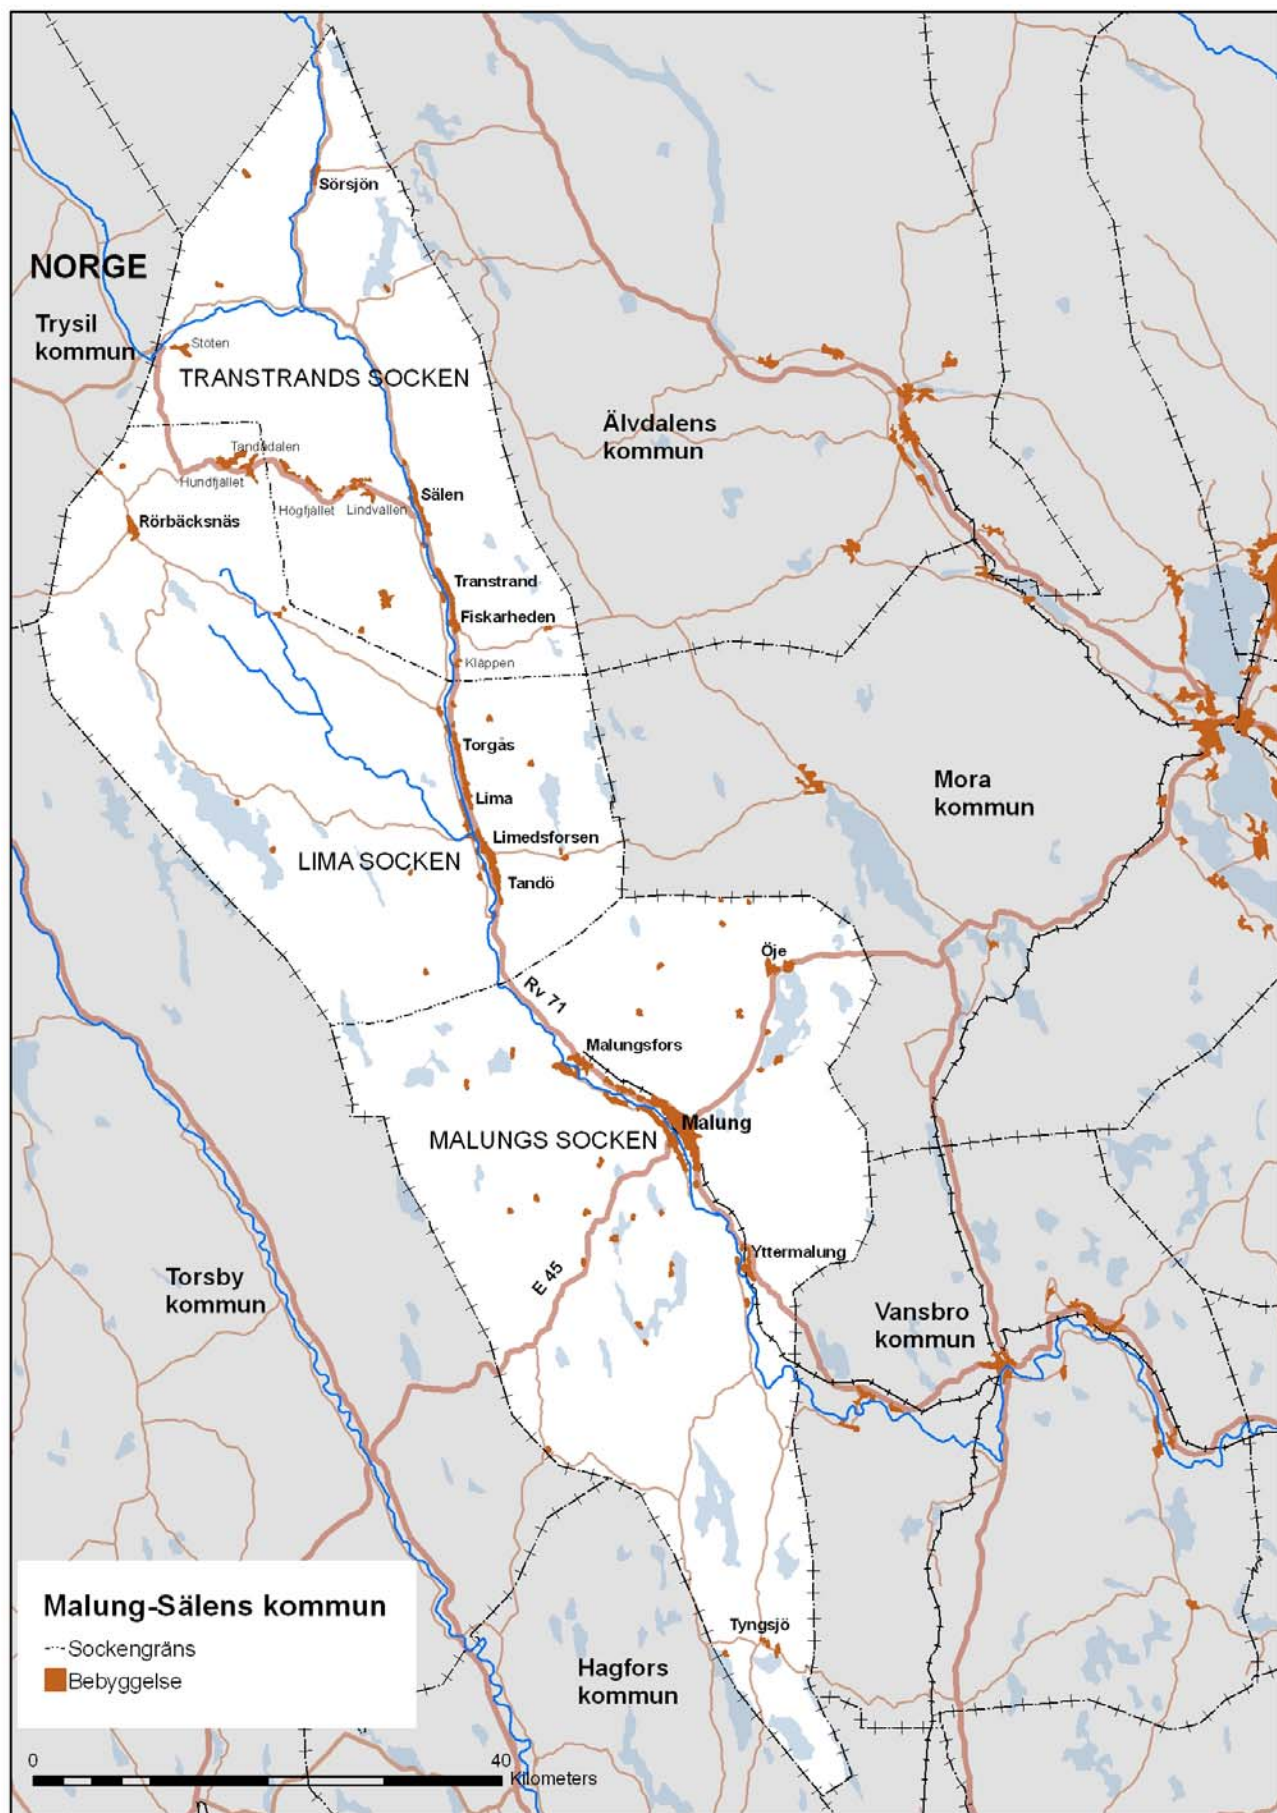 Sörsjön
NORGE
Trysil
kommun
Stöten
TRANSTRANDS SOCKEN
Älvdalens
kommun
Tandådalen
Hundfjället
Sälen
Högfjället
Lindvallen
Rörbäcksnäs
Transtrand
Fiskarheden
Kläppen
Torgås
Mora
kommun
Lima
Limedsforsen
LIMA SOCKEN
Tandö
Öje
Rv 71
Malungsfors
Malung
MALUNGS SOCKEN
Yttermalung
E 45
Torsby
kommun
Vansbro
kommun
Malung-Sälens kommun
Sockengräns
Bebyggelse
Tyngsjö
Hagfors
kommun
0
40
Kilometers